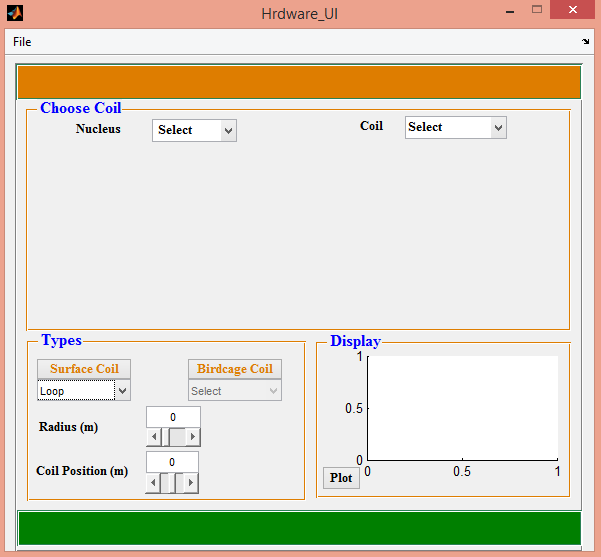 Hrdware_UI
File
Choose Coil
Nucleus Select Coil Select
Types
Surface Coil Birdcage Coil
Loop Select
Radius (m) 0
Coil Position (m) 0
Display
1
0.5
0
0 0.5 1
Plot